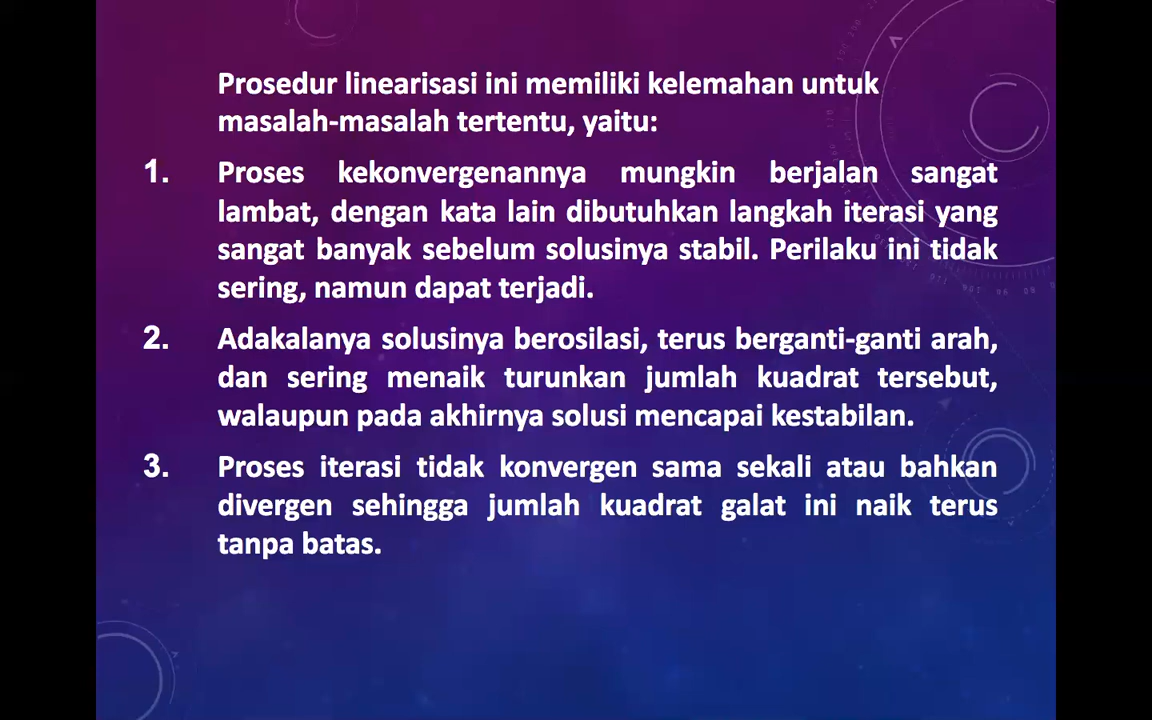 Prosedur linearisasi ini memiliki kelemahan untuk
masalah-masalah tertentu, yaitu:
1. Proses kekonvergenannya mungkin berjalan sangat
lambat, dengan kata lain dibutuhkan langkah iterasi yang
sangat banyak sebelum solusinya stabil. Perilaku ini tidak
sering, namun dapat terjadi.
2. Adakalanya solusinya berosilasi, terus berganti-ganti arah,
dan sering menaik turunkan jumlah kuadrat tersebut,
walaupun pada akhirnya solusi mencapai kestabilan.
3. Proses iterasi tidak konvergen sama sekali atau bahkan
divergen sehingga jumlah kuadrat galat ini naik terus
tanpa batas.